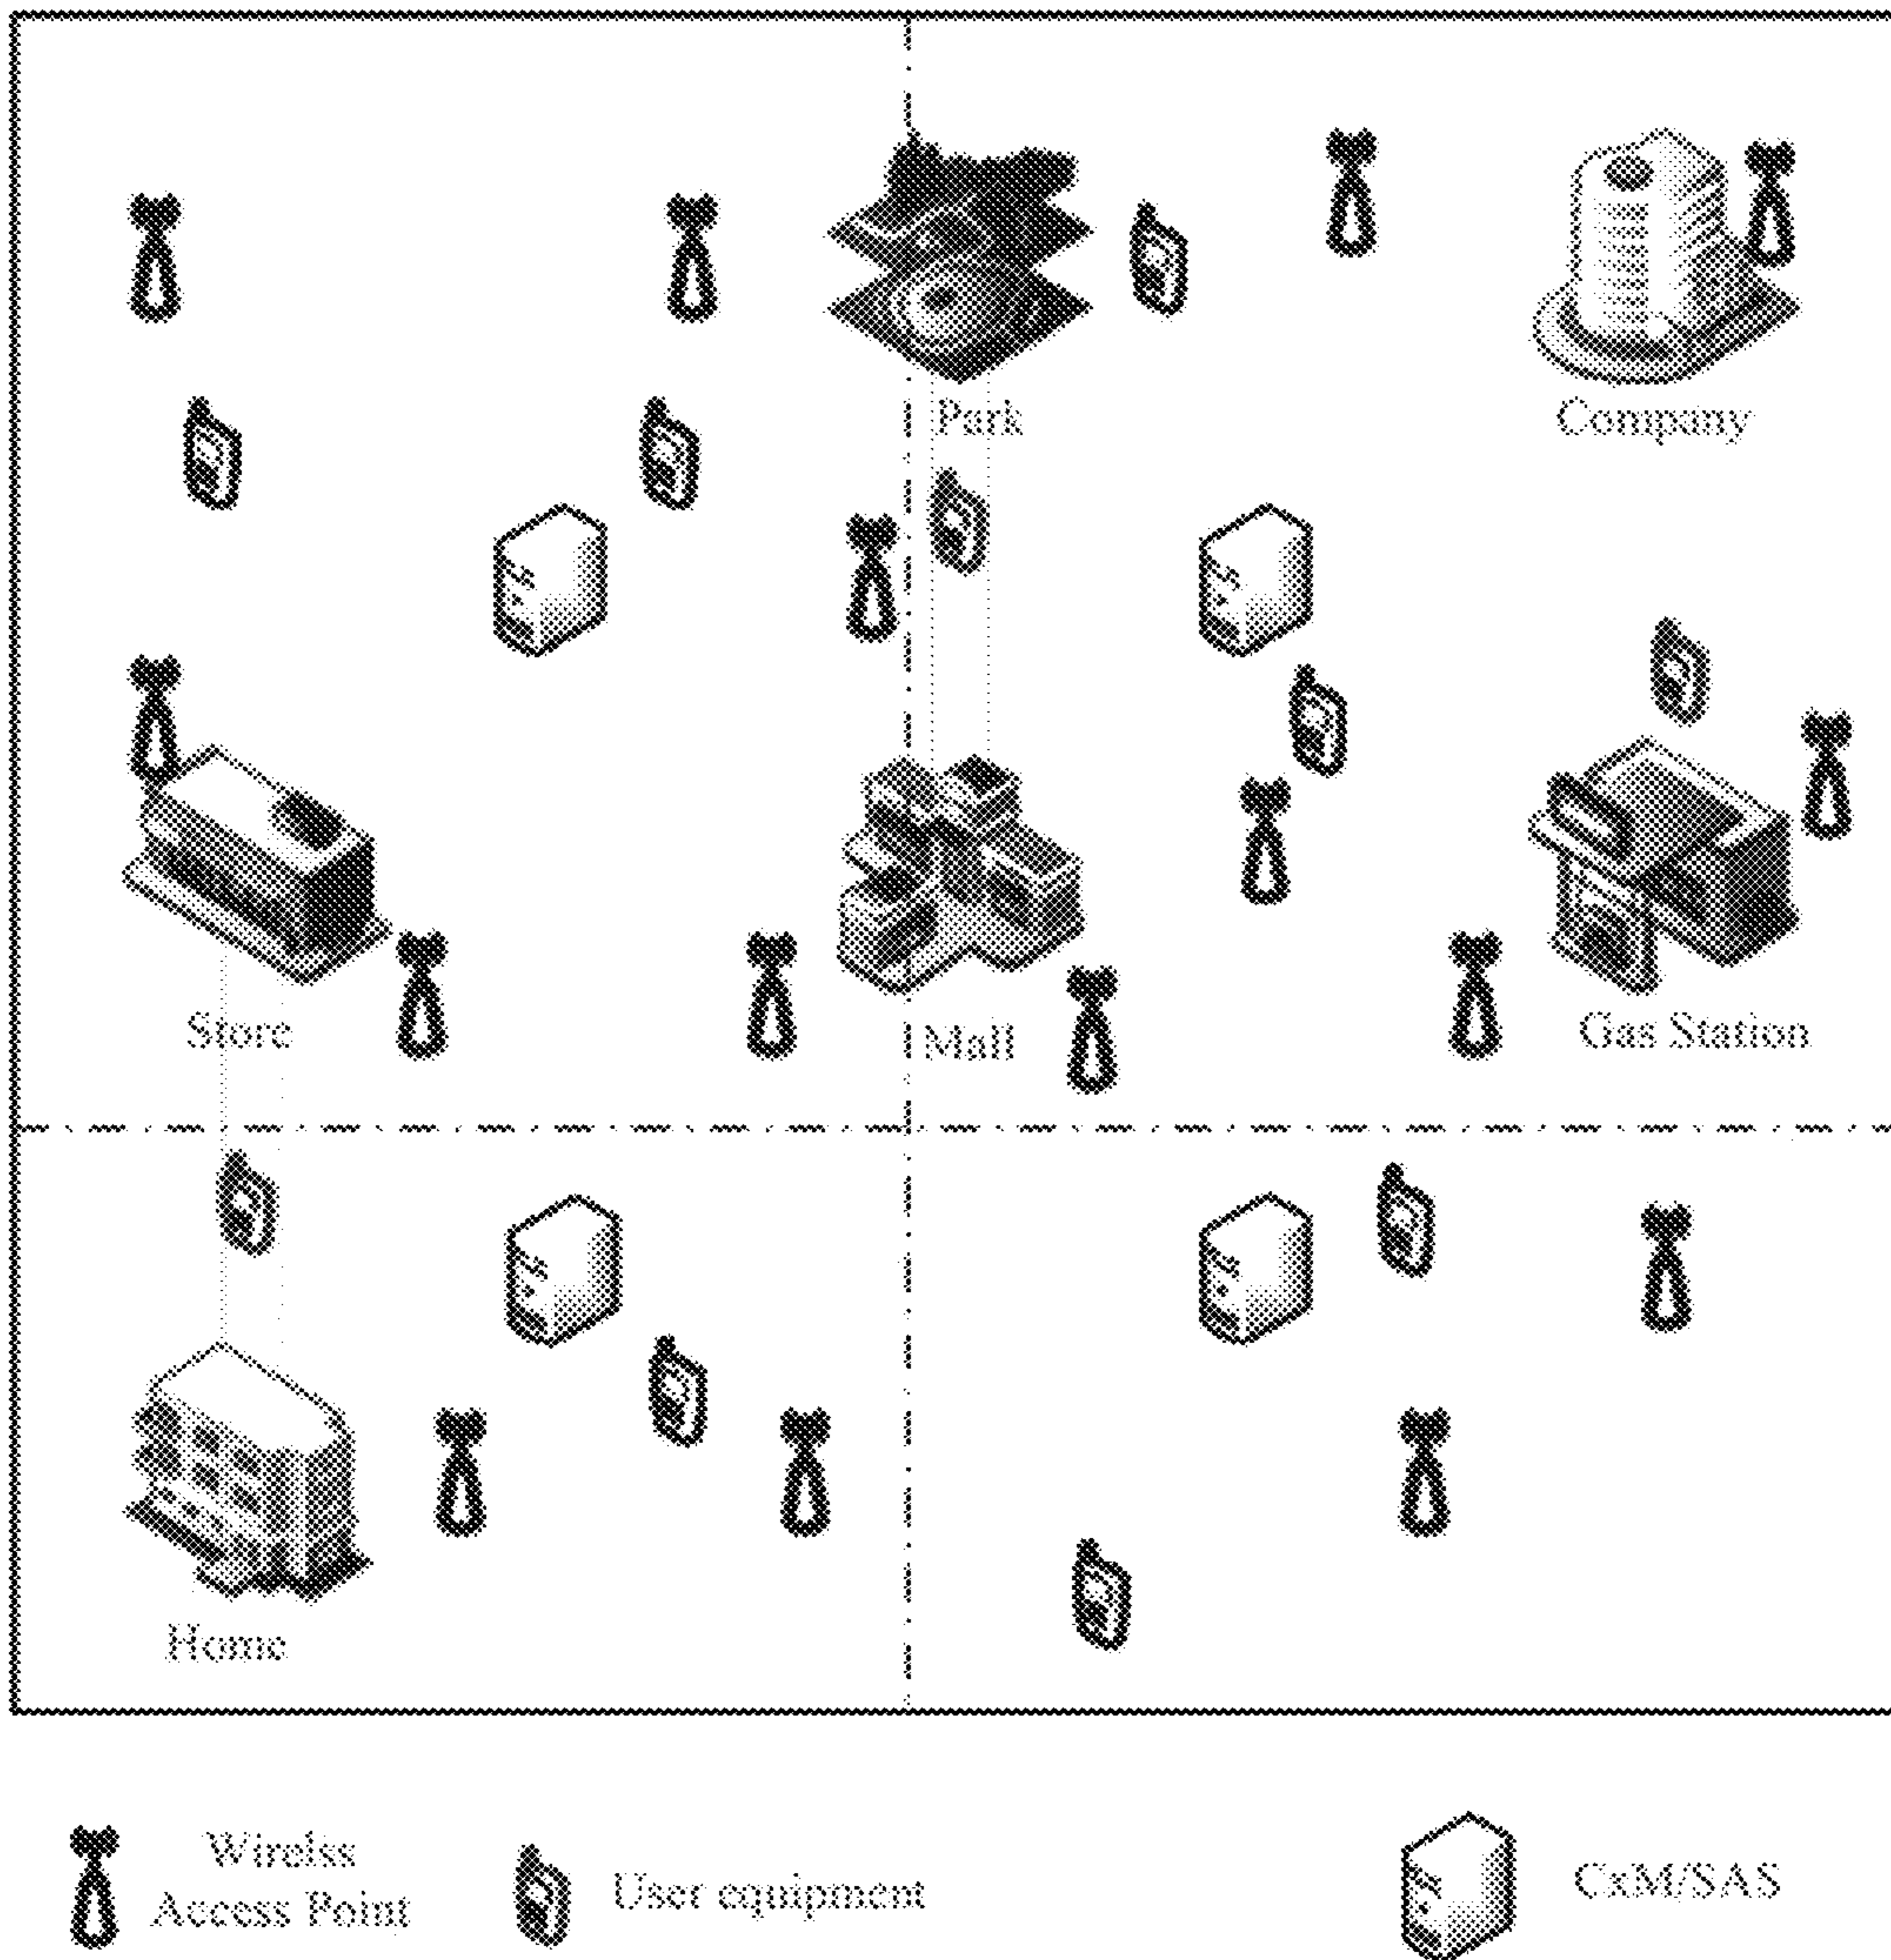 Park
Company
Store
Mall
Gas Station
Home
Wirelss
Access Point
User equipment
CxM/SAS